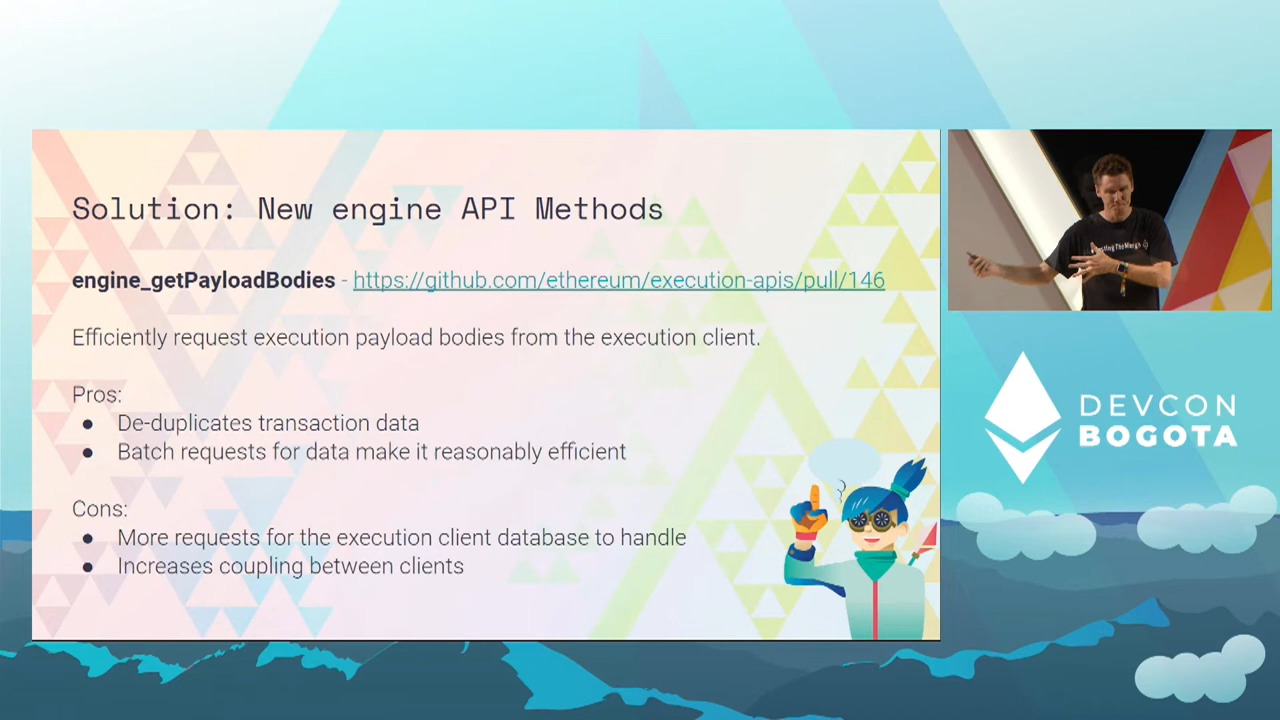 Solution: New engine API Methods
engine_getPayloadBodies - https://github.com/ethereum/execution-apis/pull/146
Efficiently request execution payload bodies from the execution client.
Pros:
● De-duplicates transaction data
● Batch requests for data make it reasonably efficient
Cons:
● More requests for the execution client database to handle
● Increases coupling between clients
TheMerge
DEVCON
BOGOTA